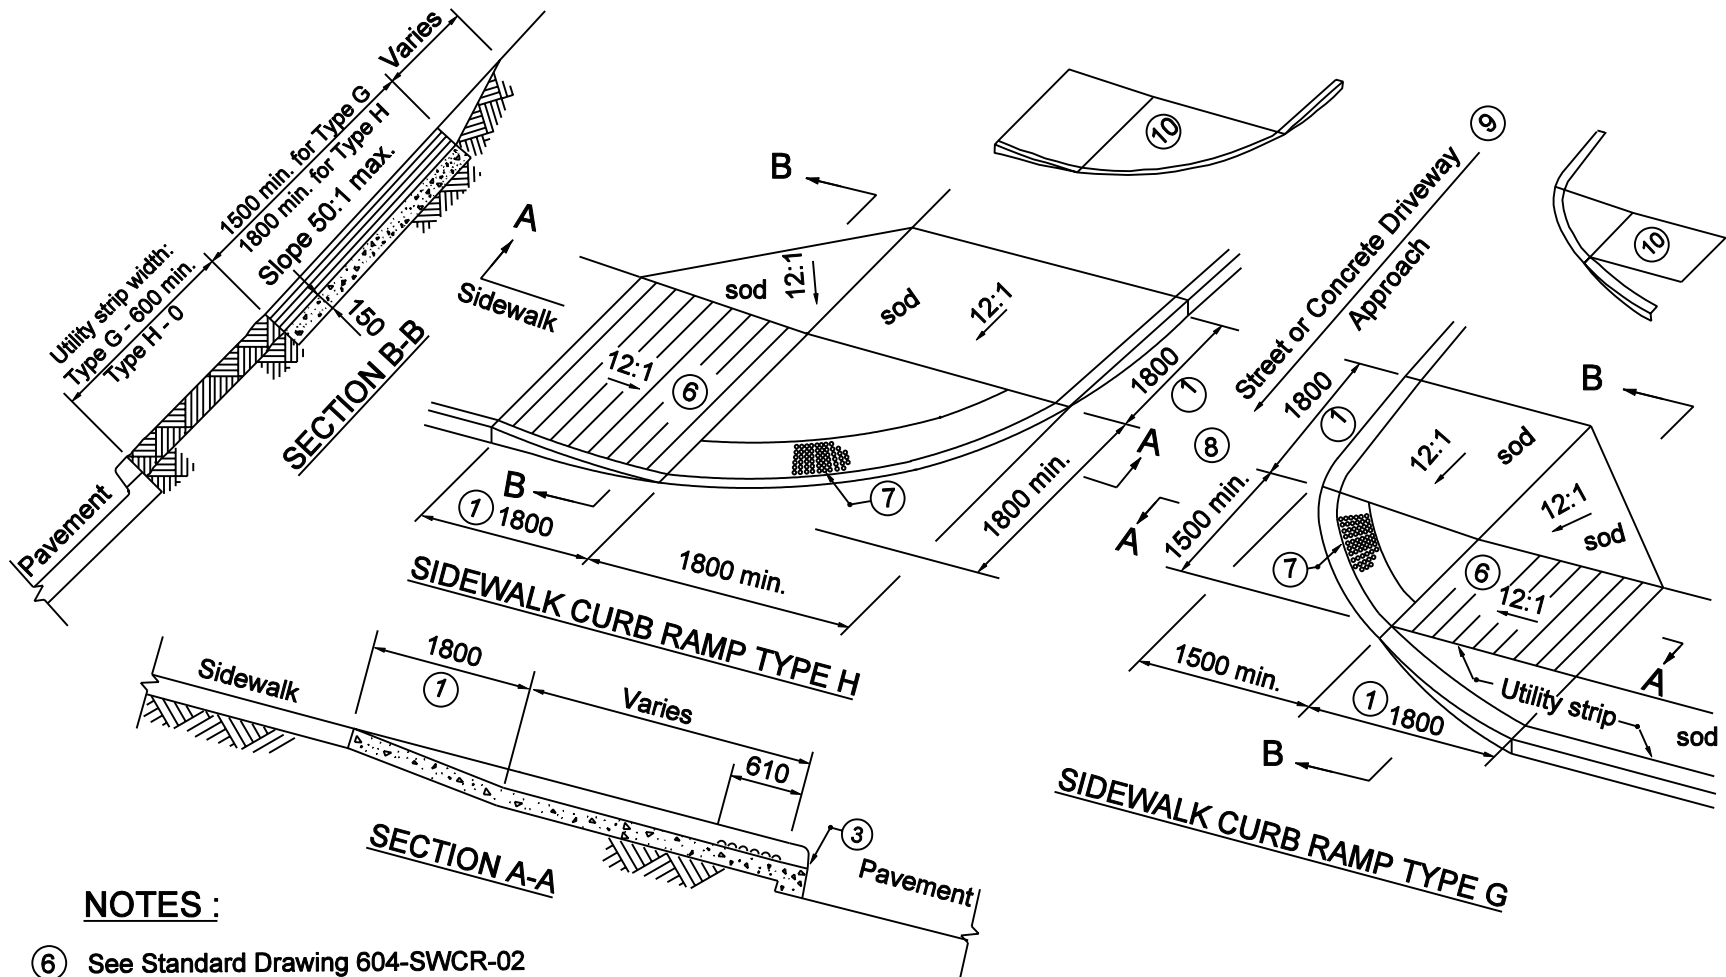 Varies
1500 min. for Type G
1800 min. for Type H
Slope 50:1 max.
Utility strip width:
Type G - 600 min.
Type H - 0
150
SECTION B-B
Pavement
A
Sidewalk
B
sod
12:1
sod
12:1
12:1
6
B
7
1
1800
1800 min.
1800
1
1800 min.
A
SIDEWALK CURB RAMP TYPE H
10
9
Street or Concrete Driveway
Approach
10
8
1800
1
1500 min.
A
B
12:1
sod
12:1
sod
7
6
12:1
1500 min.
1
1800
Utility strip
A
sod
B
SIDEWALK CURB RAMP TYPE G
Sidewalk
1800
1
Varies
610
3
Pavement
SECTION A-A
NOTES :
6 See Standard Drawing 604-SWCR-02